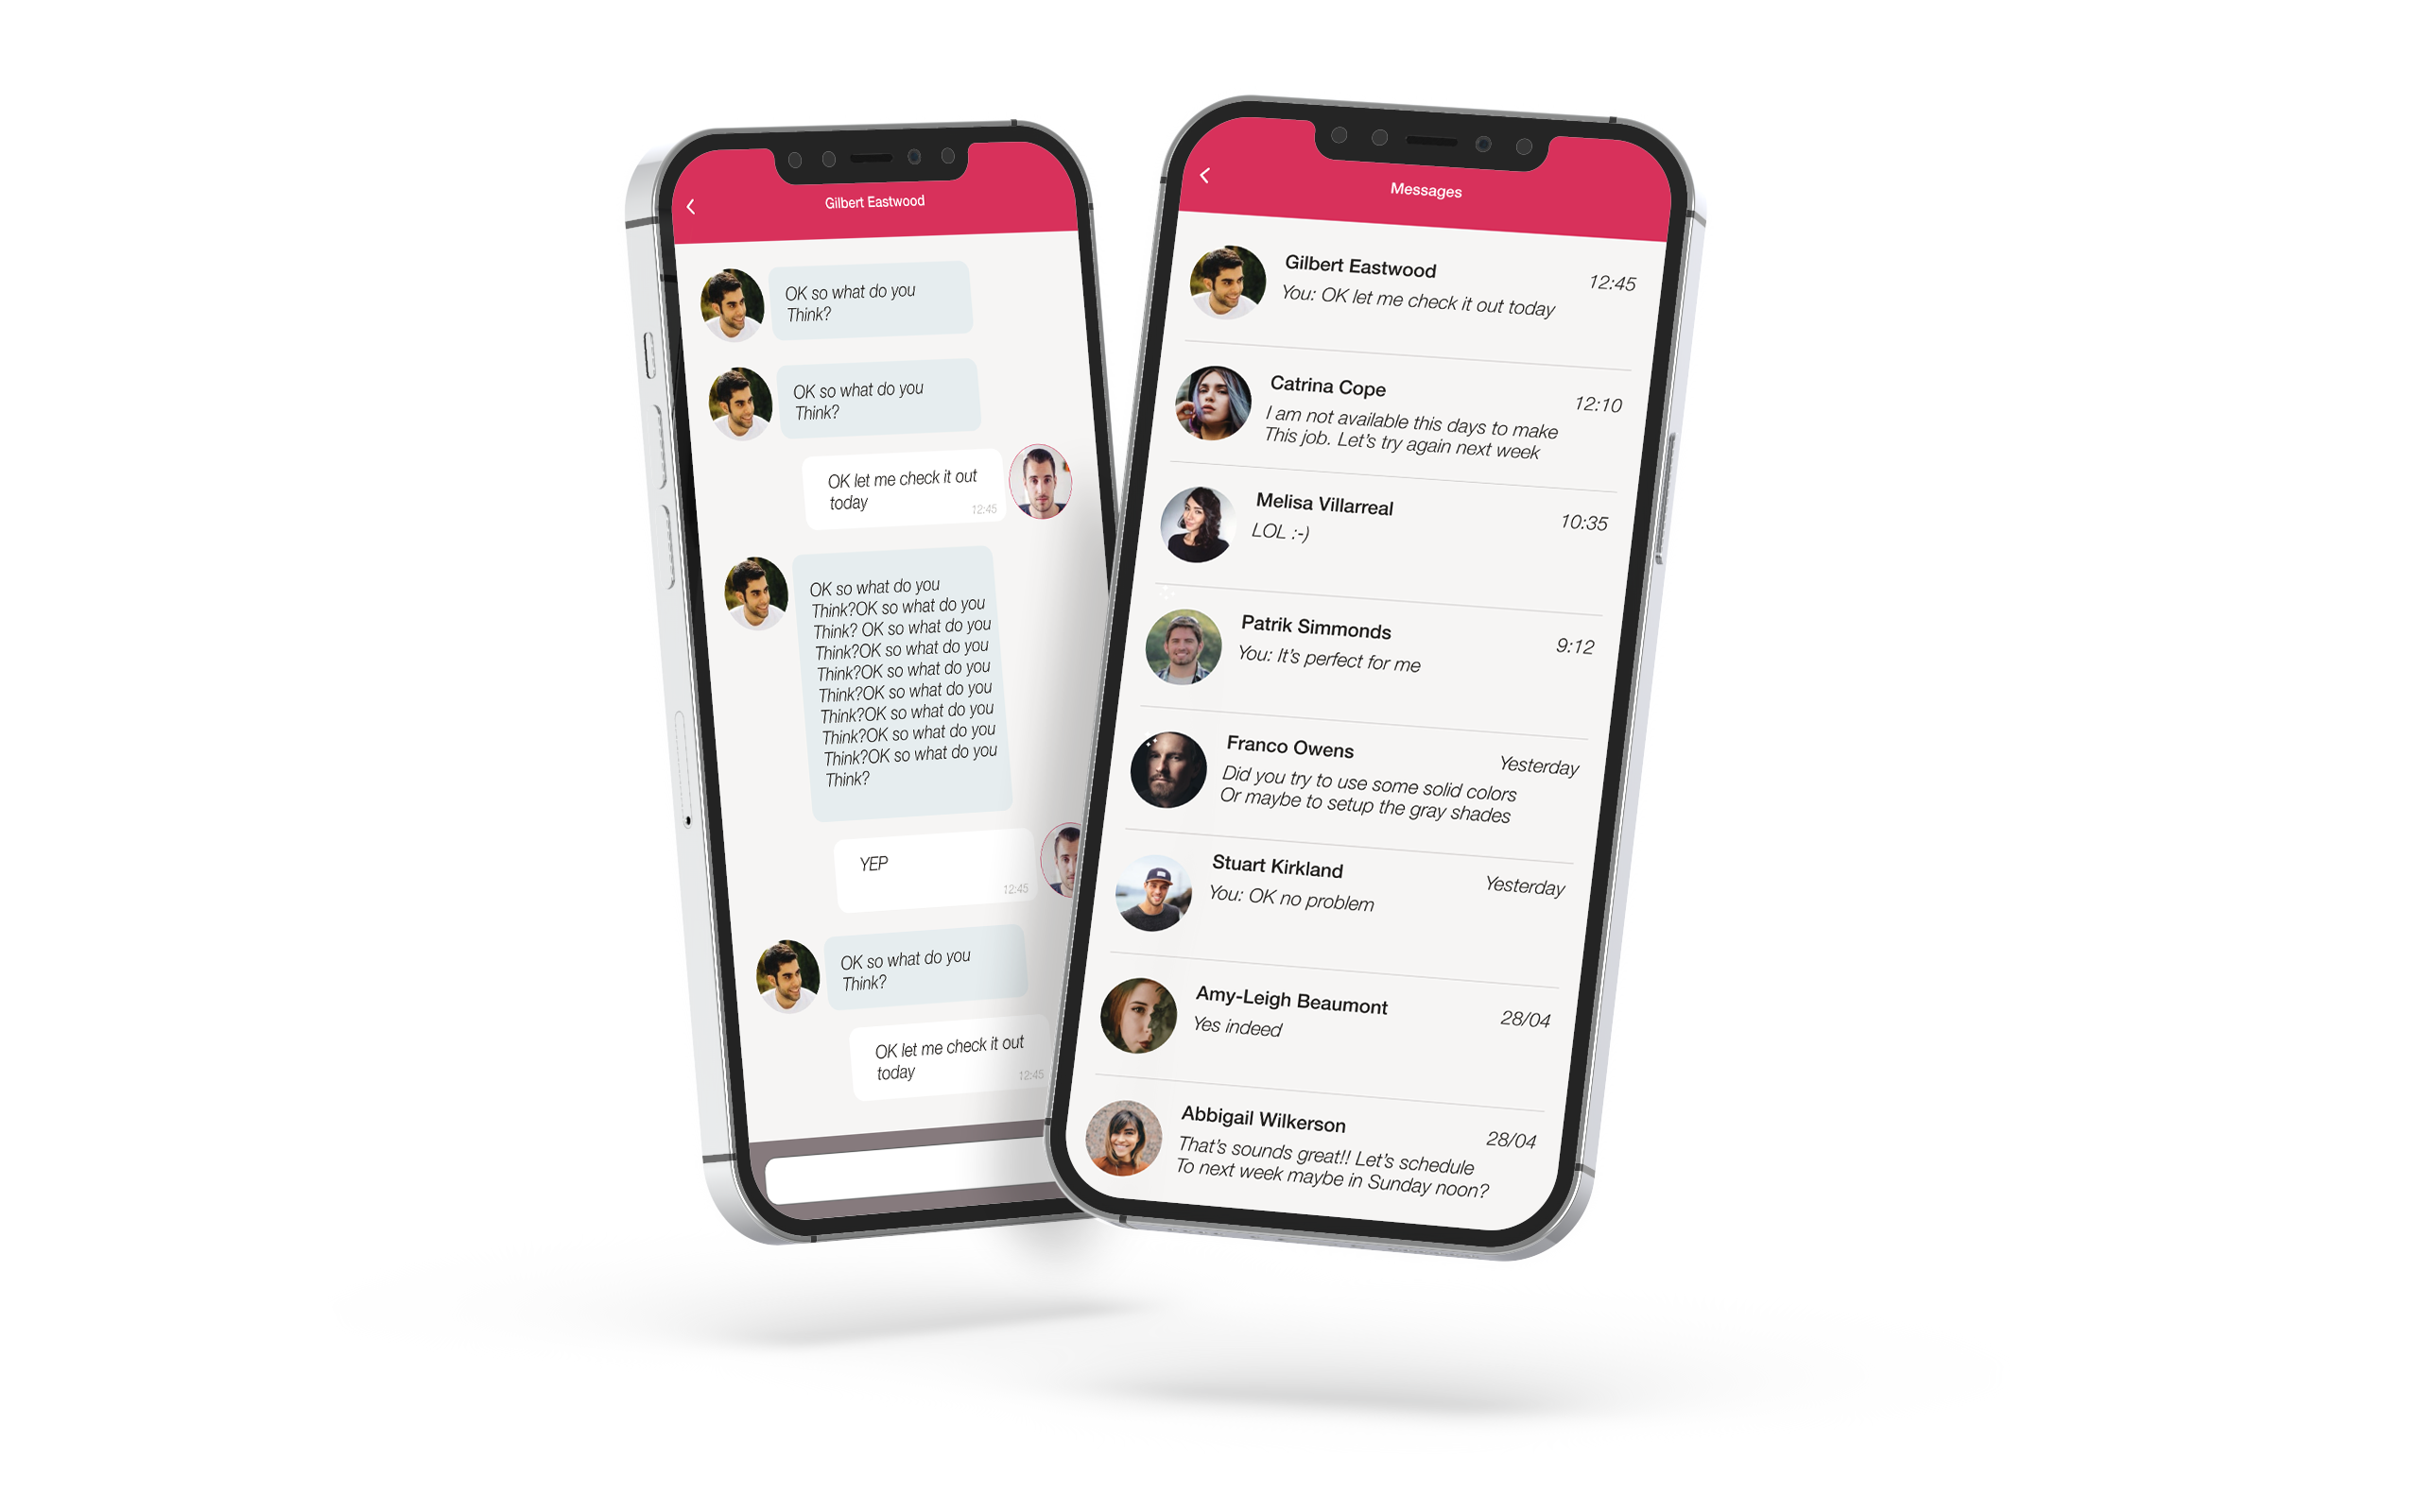 Gilbert Eastwood
OK so what do you
Think?
OK so what do you
Think?
OK let me check it out
today
12:45
OK so what do you
Think?OK so what do you
Think? OK so what do you
Think?OK so what do you
Think?OK so what do you
Think?OK so what do you
Think?OK so what do you
Think?OK so what do you
Think?OK so what do you
Think?
YEP
12:45
OK so what do you
Think?
OK let me check it out
today
12:45
Messages
Gilbert Eastwood
12:45
You: OK let me check it out today
Catrina Cope
12:10
I am not available this days to make
This job. Let's try again next week
Melisa Villarreal
10:35
LOL :-)
Patrik Simmonds
9:12
You: It's perfect for me
Franco Owens
Yesterday
Did you try to use some solid colors
Or maybe to setup the gray shades
Stuart Kirkland
Yesterday
You: OK no problem
Amy-Leigh Beaumont
28/04
Yes indeed
Abbigail Wilkerson
28/04
That's sounds great!! Let's schedule
To next week maybe in Sunday noon?